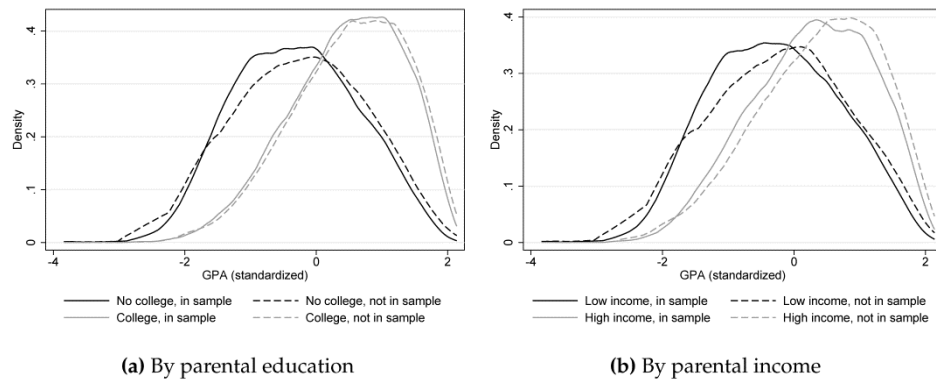 .4
.3
.2
.1
0
Density
-4 -2 0 2
GPA (standardized)
No college, in sample No college, not in sample
College, in sample College, not in sample
(a) By parental education
.4
.3
.2
.1
0
Density
-4 -2 0 2
GPA (standardized)
Low income, in sample Low income, not in sample
High income, in sample High income, not in sample
(b) By parental income